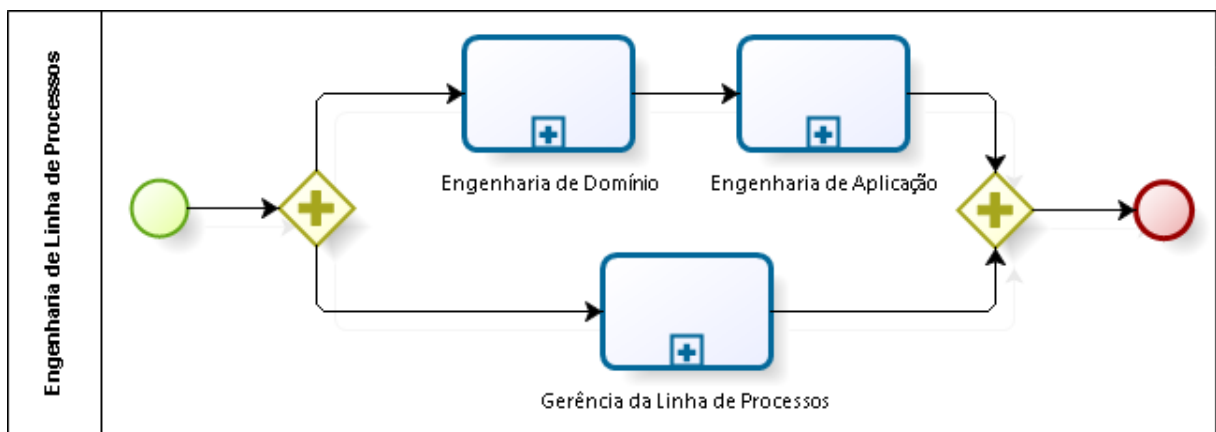 Engenharia de Linha de Processos
Engenharia de Domínio
Engenharia de Aplicação
Gerência da Linha de Processos